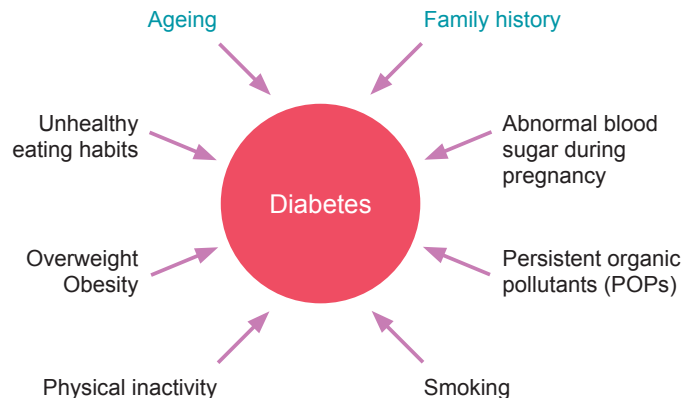 Ageing
Family history
Unhealthy
eating habits
Abnormal blood
sugar during
pregnancy
Diabetes
Overweight
Obesity
Persistent organic
pollutants (POPs)
Physical inactivity
Smoking